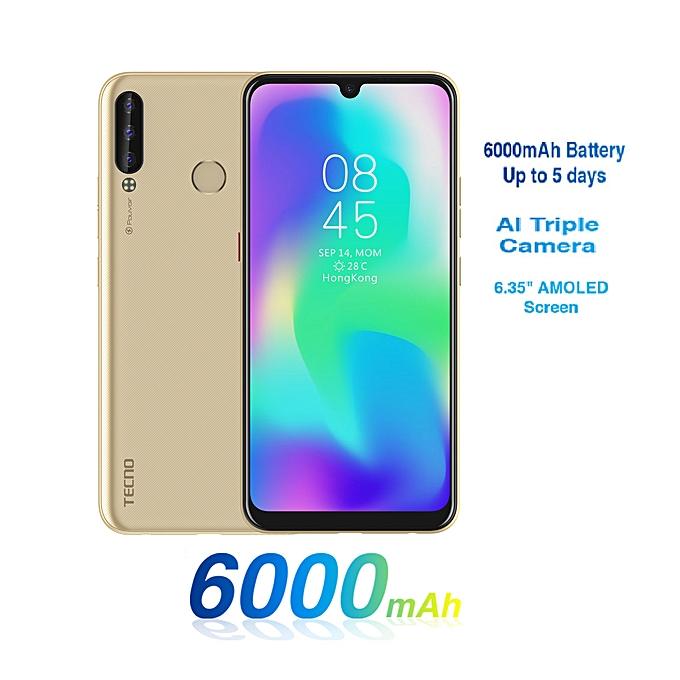 6000mAh Battery
Up to 5 days
AI Triple
Camera
6.35" AMOLED
Screen
08
45
SEP 14, MOM
28 C
HongKong
Pouvoir
TECNO
6000mAh